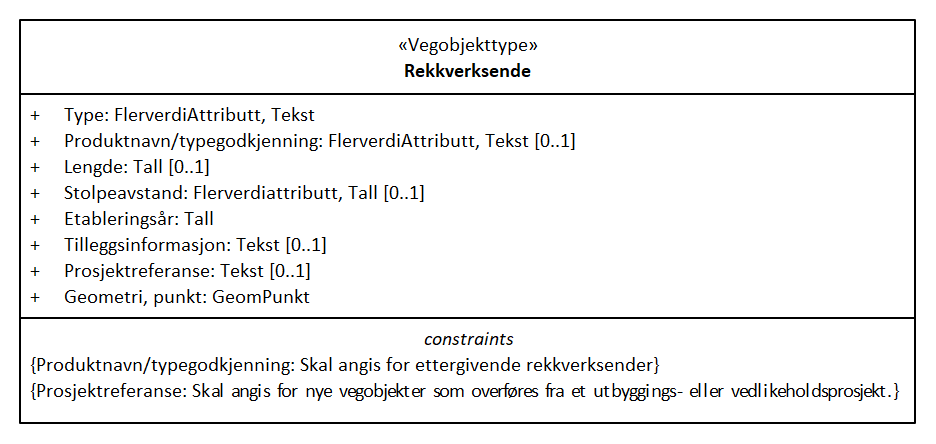 «Vegobjekttype»
Rekkverksende
+ Type: FlerverdiAttributt, Tekst
+ Produktnavn/typegodkjenning: FlerverdiAttributt, Tekst [0..1]
+ Lengde: Tall [0..1]
+ Stolpeavstand: Flerverdiattributt, Tall [0..1]
+ Etableringsår: Tall
+ Tilleggsinformasjon: Tekst [0..1]
+ Prosjektreferanse: Tekst [0..1]
+ Geometri, punkt: GeomPunkt
constraints
{Produktnavn/typegodkjenning: Skal angis for ettergivende rekkverksender}
{Prosjektreferanse: Skal angis for nye vegobjekter som overføres fra et utbyggings- eller vedlikeholdsprosjekt.}